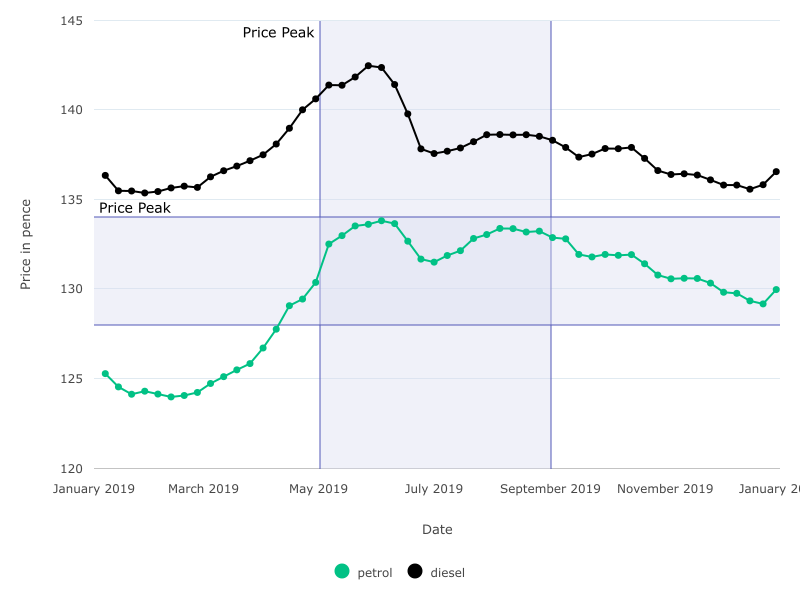 145
Price Peak
140
135
Price Peak
130
125
120
Price in pence
January 2019 March 2019 May 2019 July 2019 September 2019 November 2019 January 20
Date
petrol diesel